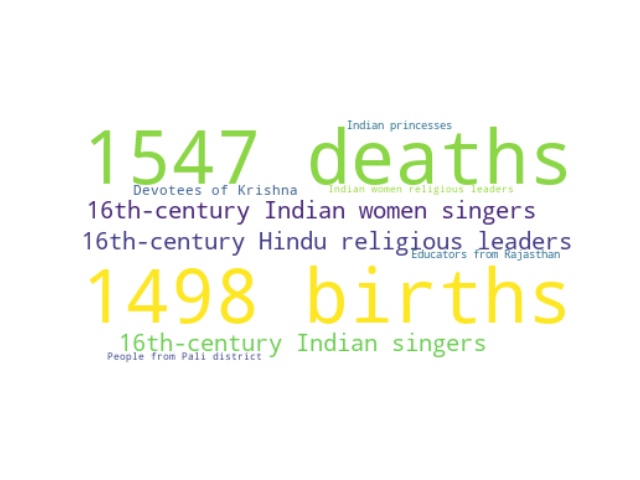 Indian princesses
1547 deaths
Devotees of Krishna
Indian women religious leaders
16th-century Indian women singers
16th-century Hindu religious leaders
Educators from Rajasthan
1498 births
16th-century Indian singers
People from Pali district